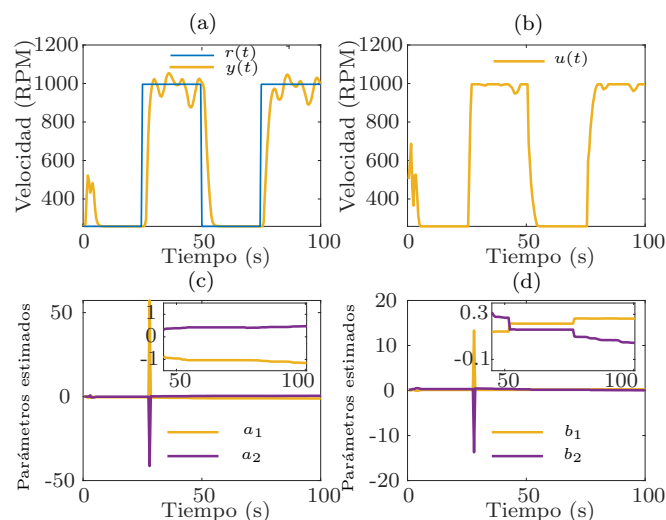 (a)
1200
1000
800
600
400
Velocidad (RPM)
r(t)
y(t)
0
50
100
Tiempo (s)
(b)
1200
1000
800
600
400
Velocidad (RPM)
u(t)
0
50
100
Tiempo (s)
(c)
50
0
-50
Parámetros estimados
1
0
-1
50
100
a1
a2
0
50
100
Tiempo (s)
(d)
20
10
0
-10
-20
Parámetros estimados
0.3
-0.1
50
100
b1
b2
0
50
100
Tiempo (s)